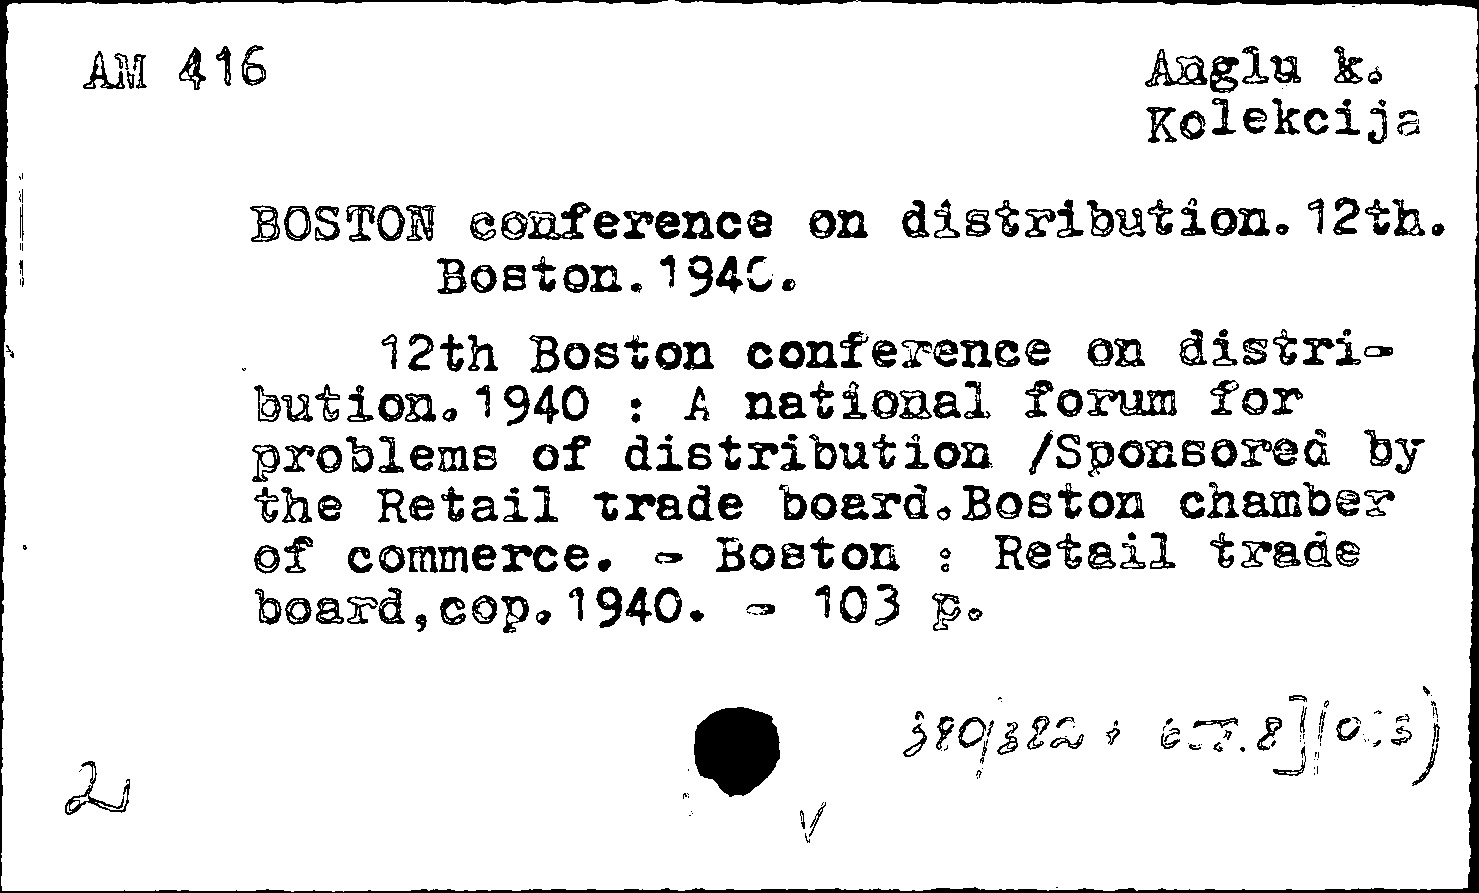 AM 416
Anglu k.
Kolekcija
BOSTON conference on distribution. 12th.
Boston. 1940.
12th Boston conference on distri-
bution. 1940 : A national forum for
problems of distribution /Sponsored by
the Retail trade board. Boston chamber
of commerce. - Boston : Retail trade
board, cop. 1940. - 103 p.
2
V